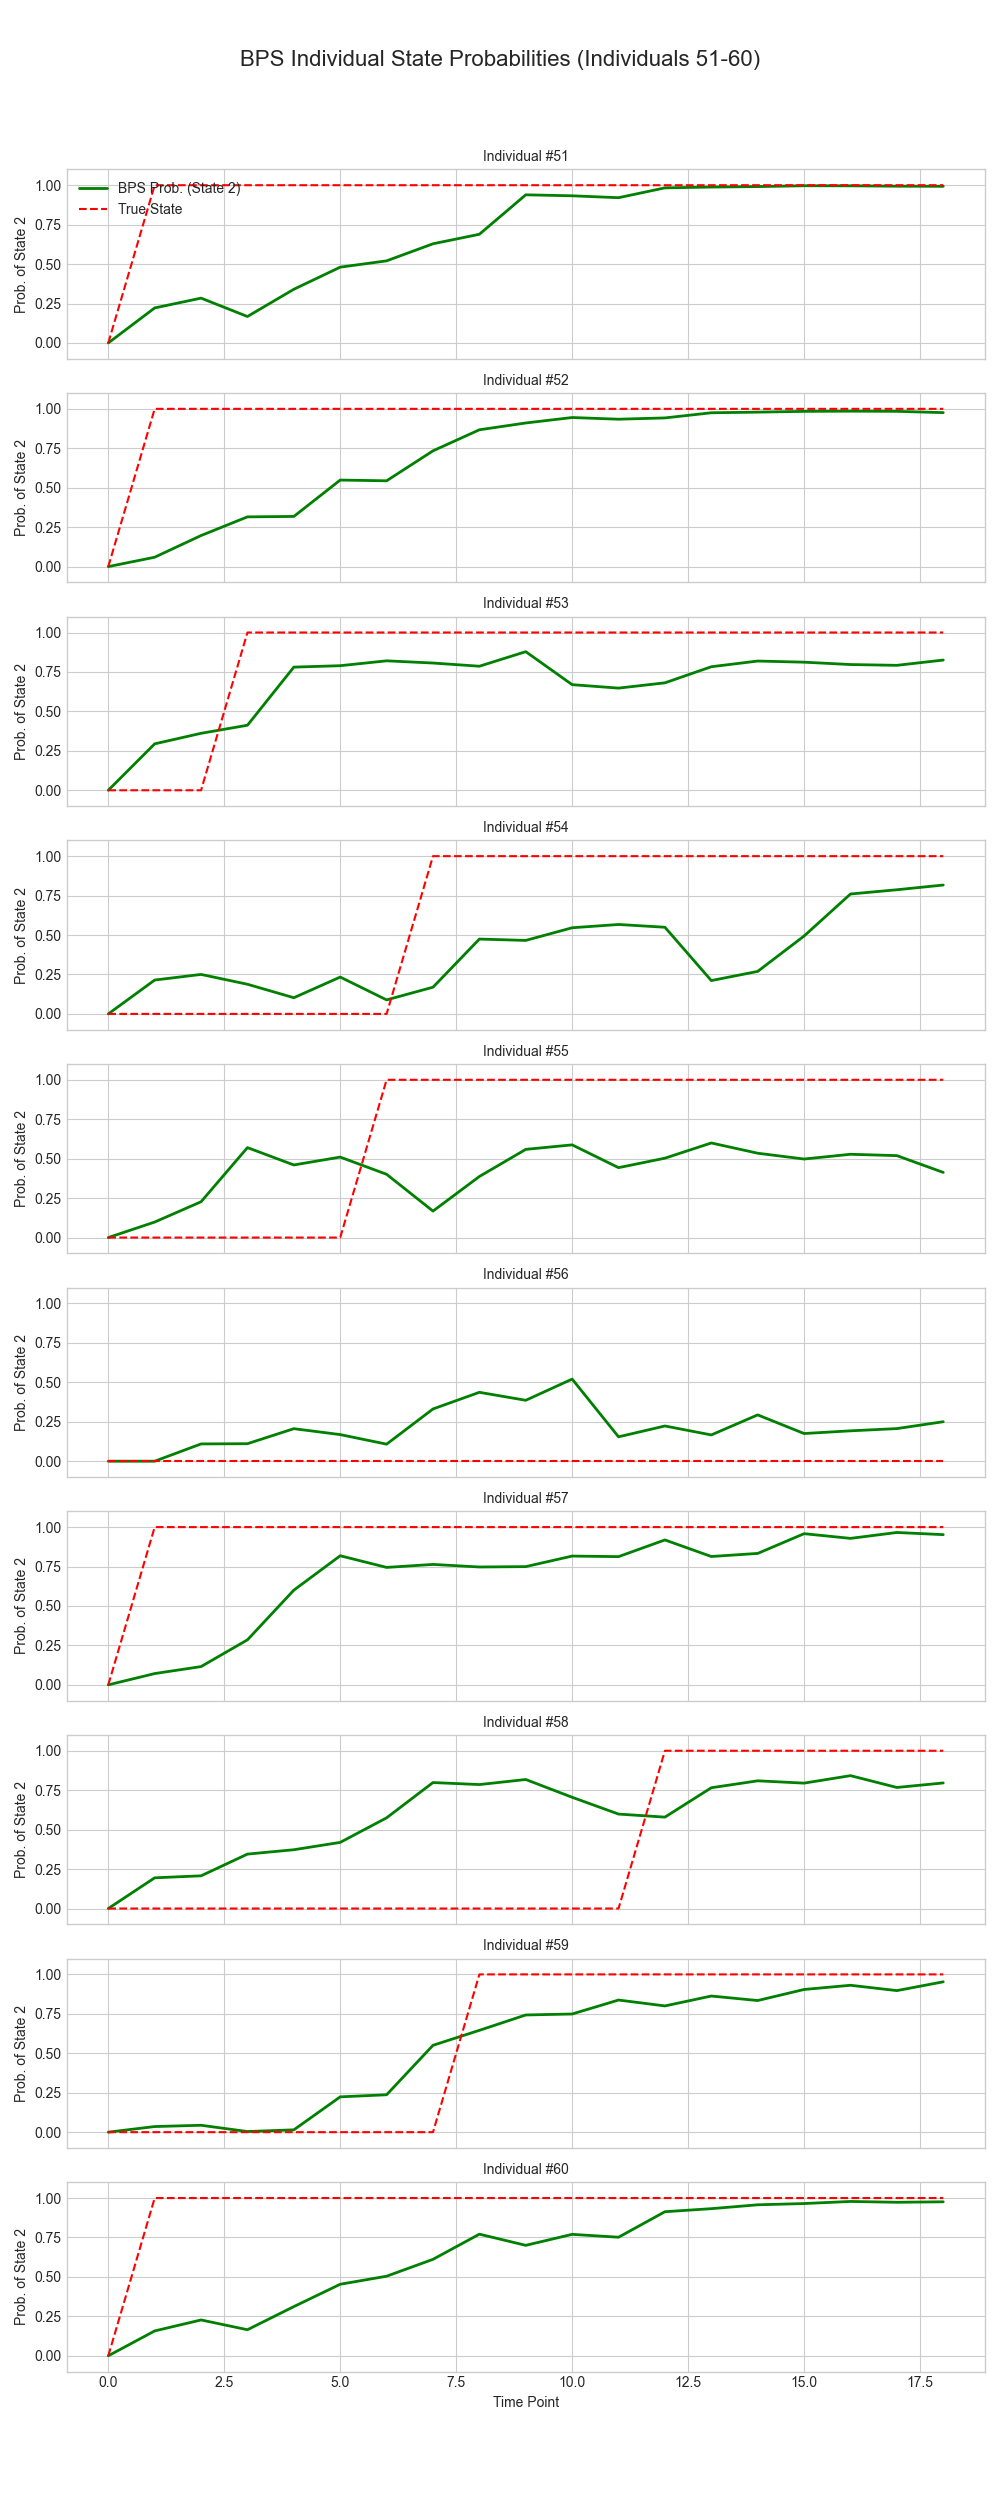 BPS Individual State Probabilities (Individuals 51-60)
Individual #51
BPS Prob. (State 2)
True State
Prob. of State 2
1.00
0.75
0.50
0.25
0.00
Individual #52
Prob. of State 2
1.00
0.75
0.50
0.25
0.00
Individual #53
Prob. of State 2
1.00
0.75
0.50
0.25
0.00
Individual #54
Prob. of State 2
1.00
0.75
0.50
0.25
0.00
Individual #55
Prob. of State 2
1.00
0.75
0.50
0.25
0.00
Individual #56
Prob. of State 2
1.00
0.75
0.50
0.25
0.00
Individual #57
Prob. of State 2
1.00
0.75
0.50
0.25
0.00
Individual #58
Prob. of State 2
1.00
0.75
0.50
0.25
0.00
Individual #59
Prob. of State 2
1.00
0.75
0.50
0.25
0.00
Individual #60
Prob. of State 2
1.00
0.75
0.50
0.25
0.00
0.0 2.5 5.0 7.5 10.0 12.5 15.0 17.5
Time Point